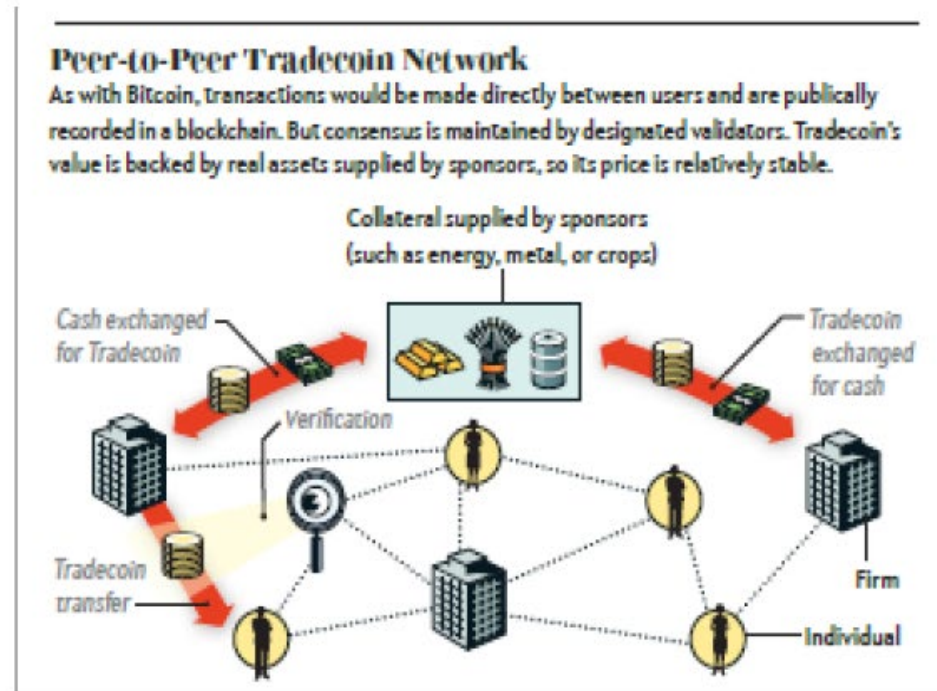 Peer-to-Peer Tradecoin Network
As with Bitcoin, transactions would be made directly between users and are publically
recorded in a blockchain. But consensus is maintained by designated validators. Tradecoin's
value is backed by real assets supplied by sponsors, so its price is relatively stable.
Collateral supplied by sponsors
(such as energy, metal, or crops)
Cash exchanged
for Tradecoin
Tradecoin
exchanged
for cash
Verification
Tradecoin
transfer
Firm
Individual